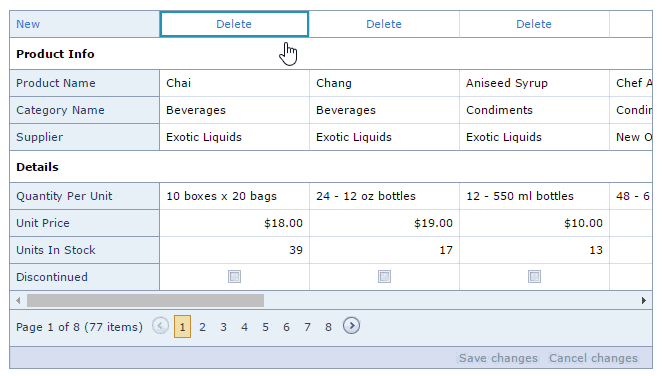 New Delete Delete Delete
Product Info
Product Name Chai Chang Aniseed Syrup Chef A
Category Name Beverages Beverages Condiments Condi
Supplier Exotic Liquids Exotic Liquids Exotic Liquids New O
Details
Quantity Per Unit 10 boxes x 20 bags 24 - 12 oz bottles 12 - 550 ml bottles 48 - 6
Unit Price $18.00 $19.00 $10.00
Units In Stock 39 17 13
Discontinued
Page 1 of 8 (77 items) 1 2 3 4 5 6 7 8
Save changes Cancel changes